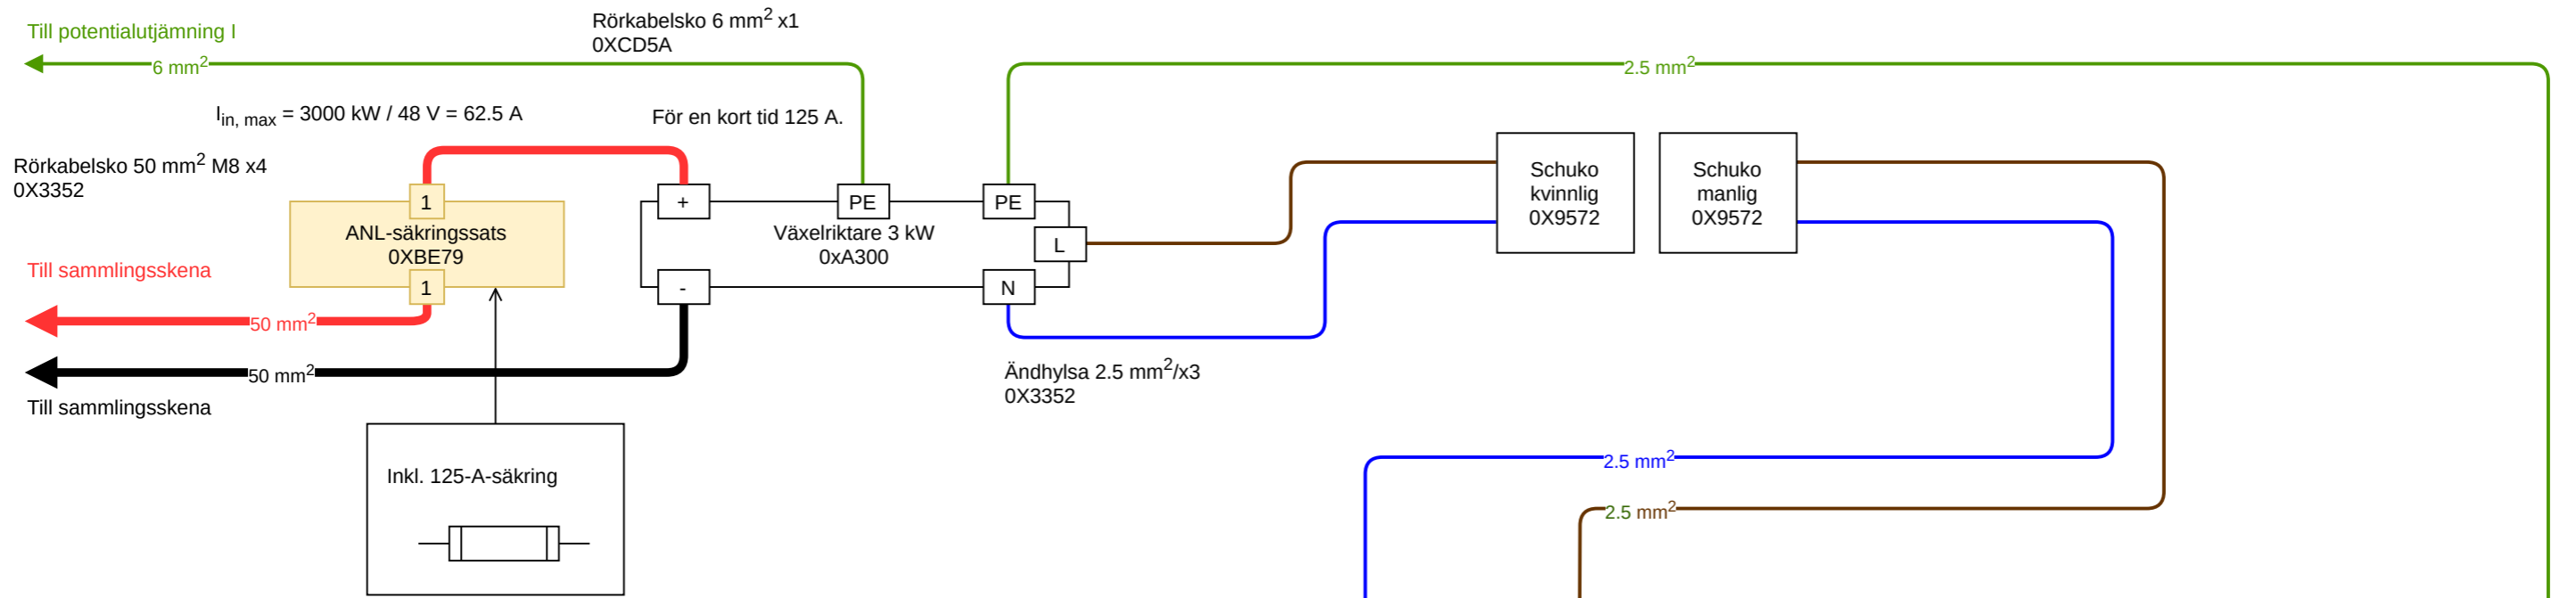 Till potentialutjämning I
6 mm²
Rörkabelsko 6 mm² x1
0XCD5A
2.5 mm²
I_in, max = 3000 kW / 48 V = 62.5 A
För en kort tid 125 A.
Rörkabelsko 50 mm² M8 x4
0X3352
1
ANL-säkringssats
0XBE79
1
+
PE
PE
Växelriktare 3 kW
0xA300
L
-
N
Schuko
kvinnlig
0X9572
Schuko
manlig
0X9572
Till sammlingsskena
50 mm²
50 mm²
Till sammlingsskena
Ändhylsa 2.5 mm²/x3
0X3352
Inkl. 125-A-säkring
2.5 mm²
2.5 mm²